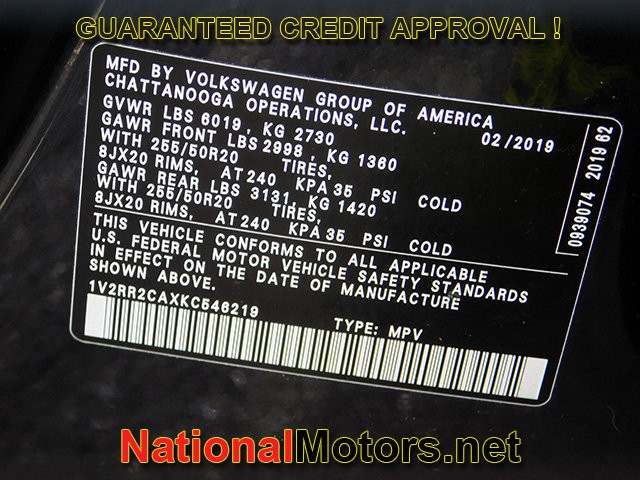 GUARANTEED CREDIT APPROVAL !
MFD BY VOLKSWAGEN GROUP OF AMERICA
CHATTANOOGA OPERATIONS, LLC.
02/2019
GVWR LBS 6019, KG 2730
GAWR FRONT LBS 2998, KG 1360
WITH 255/50R20 TIRES,
8JX20 RIMS, AT 240 KPA 35 PSI COLD
GAWR REAR LBS 3131, KG 1420
WITH 255/50R20 TIRES,
8JX20 RIMS, AT 240 KPA 35 PSI COLD
THIS VEHICLE CONFORMS TO ALL APPLICABLE
U.S. FEDERAL MOTOR VEHICLE SAFETY STANDARDS
IN EFFECT ON THE DATE OF MANUFACTURE
SHOWN ABOVE.
1V2RR2CAXKC546219
TYPE: MPV
0939074 2019 62
NationalMotors.net